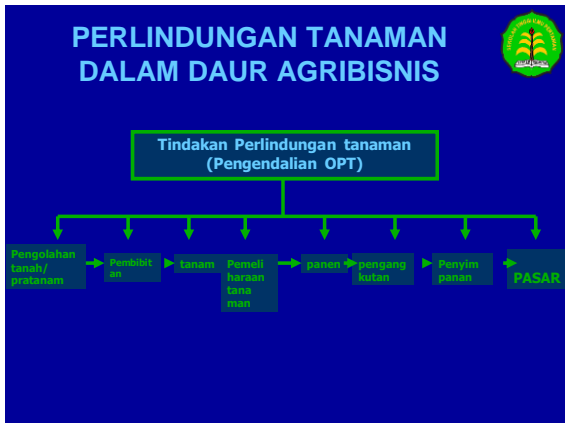 PERLINDUNGAN TANAMAN
DALAM DAUR AGRIBISNIS
Tindakan Perlindungan tanaman
(Pengendalian OPT)
Pengolahan
tanah/
pratanam
Pembibit
an
tanam
Pemeli
haraan
tana
man
panen
pengang
kutan
Penyim
panan
PASAR